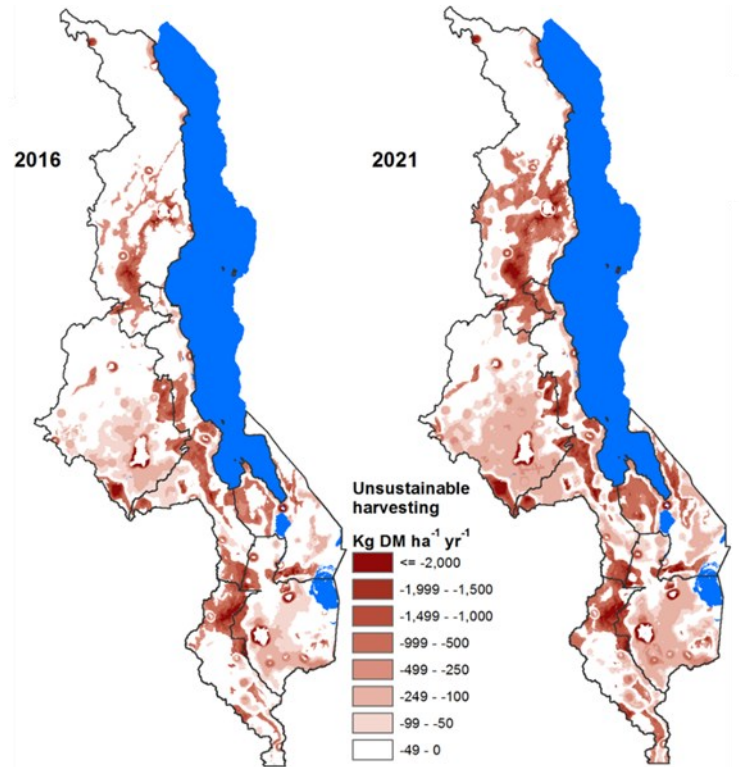 2016
2021
Unsustainable
harvesting
Kg DM ha⁻¹ yr⁻¹
<= -2,000
-1,999 - -1,500
-1,499 - -1,000
-999 - -500
-499 - -250
-249 - -100
-99 - -50
-49 - 0